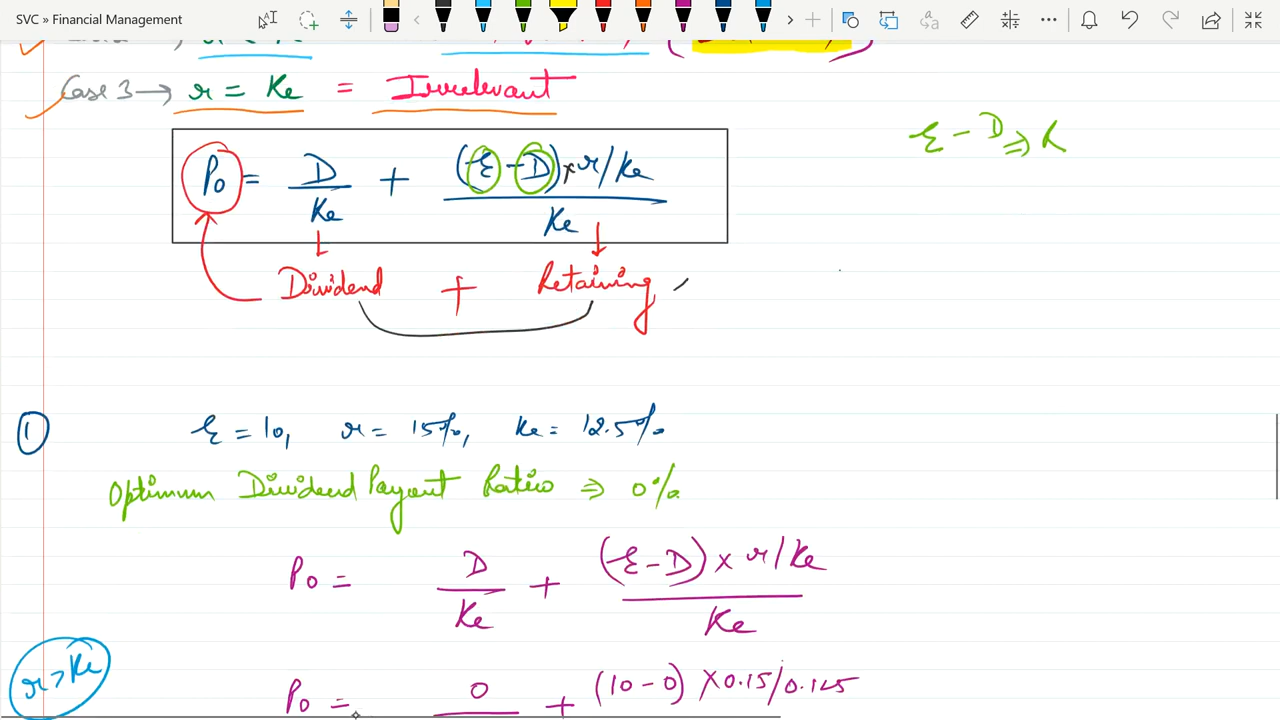 SVC » Financial Management
Case 3 → r = Ke = Irrelevant
E - D ⇒ R
P0 = D/Ke + (E - D) × r/Ke / Ke
Dividend + Retaining
① E = 10, r = 15%, Ke = 12.5%
Optimum Dividend Payout Ratio ⇒ 0%
P0 = D/Ke + (E - D) × r/Ke / Ke
r > Ke
P0 = 0 + (10 - 0) × 0.15/0.125